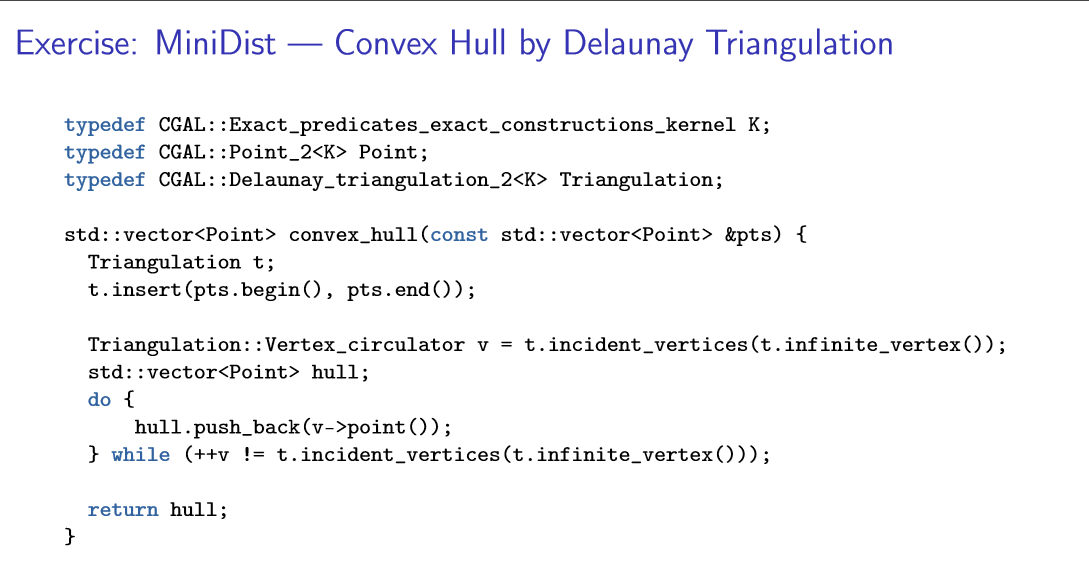 Exercise: MiniDist — Convex Hull by Delaunay Triangulation
typedef CGAL::Exact_predicates_exact_constructions_kernel K;
typedef CGAL::Point_2<K> Point;
typedef CGAL::Delaunay_triangulation_2<K> Triangulation;
std::vector<Point> convex_hull(const std::vector<Point> &pts) {
  Triangulation t;
  t.insert(pts.begin(), pts.end());
  Triangulation::Vertex_circulator v = t.incident_vertices(t.infinite_vertex());
  std::vector<Point> hull;
  do {
      hull.push_back(v->point());
  } while (++v != t.incident_vertices(t.infinite_vertex()));
  return hull;
}